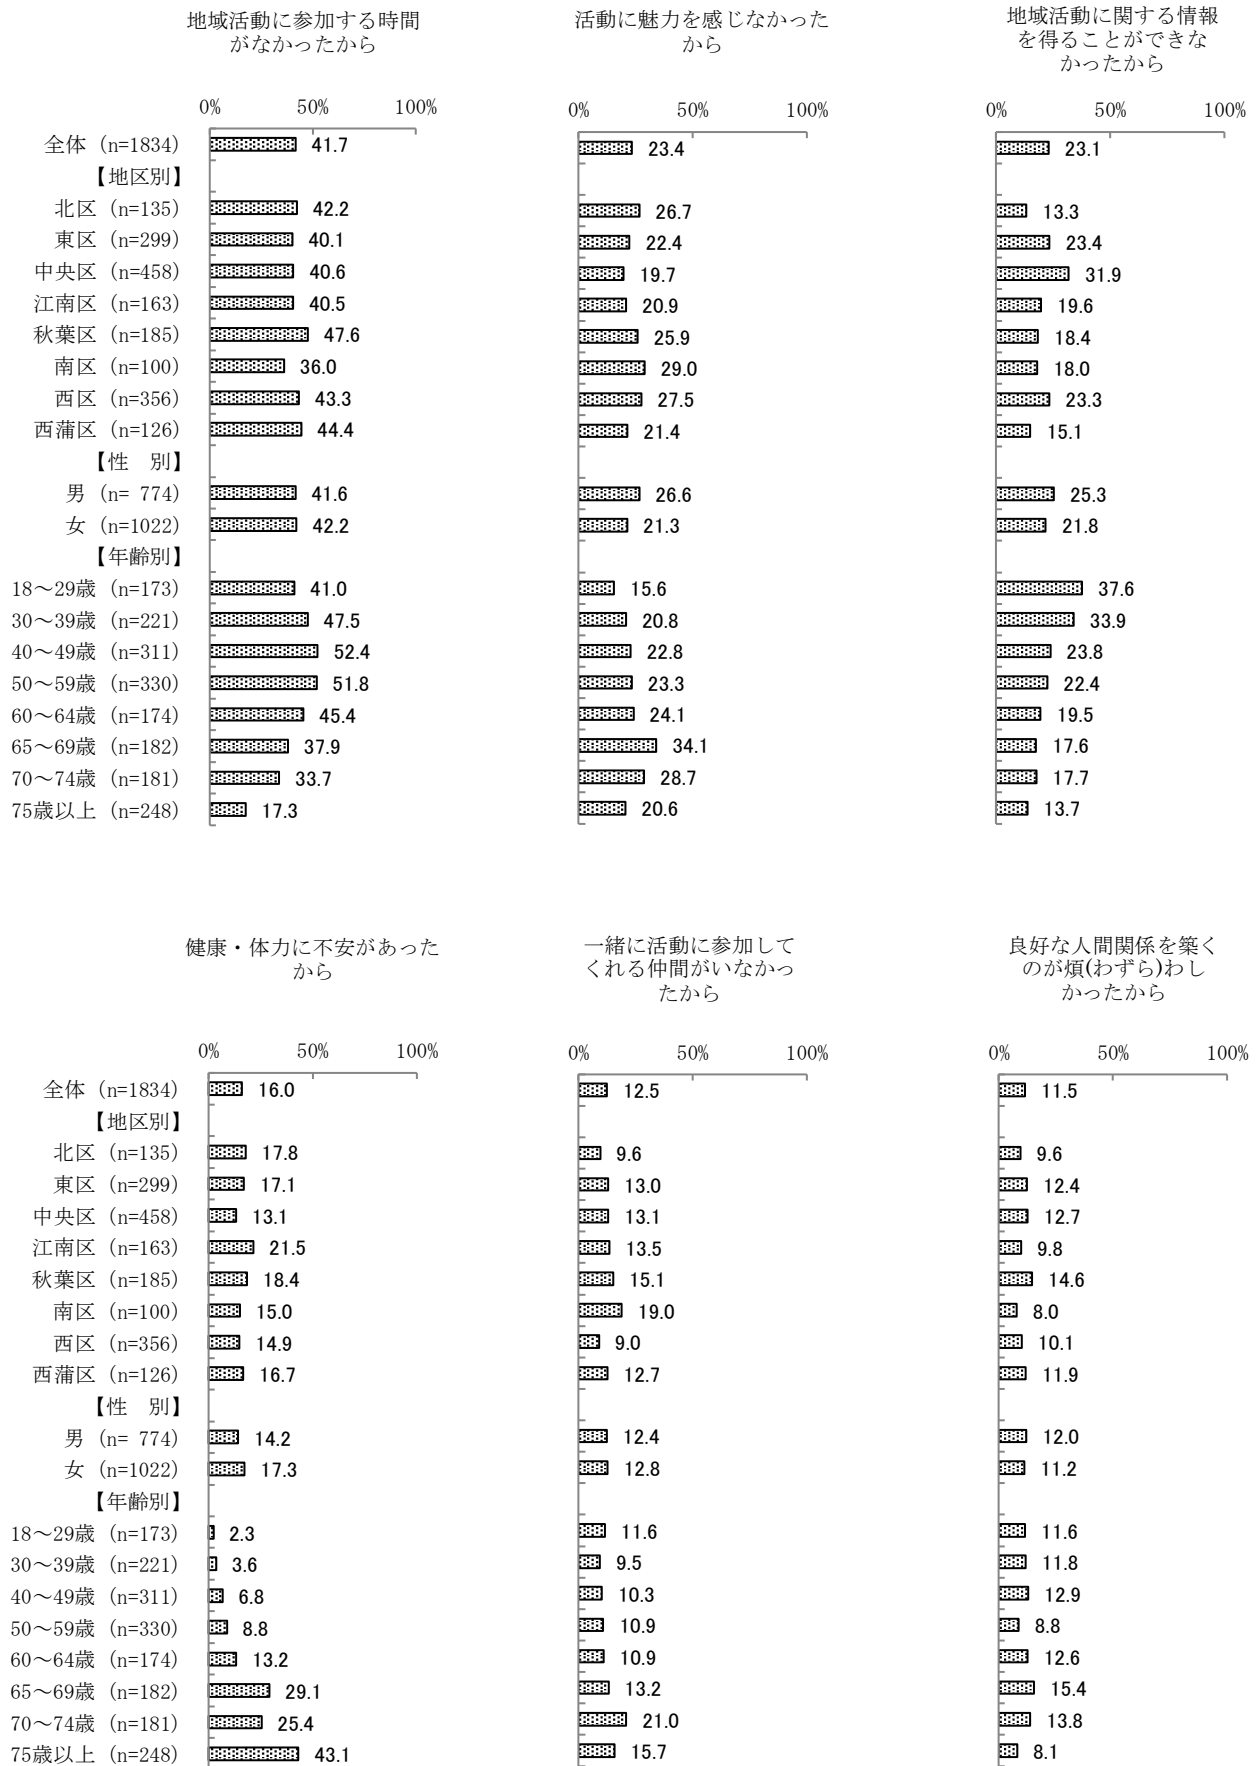 地域活動に参加する時間
がなかったから
活動に魅力を感じなかった
から
地域活動に関する情報
を得ることができな
かったから
0% 50% 100%
0% 50% 100%
0% 50% 100%
全体 (n=1834) 41.7 23.4 23.1
【地区別】
北区 (n=135) 42.2 26.7 13.3
東区 (n=299) 40.1 22.4 23.4
中央区 (n=458) 40.6 19.7 31.9
江南区 (n=163) 40.5 20.9 19.6
秋葉区 (n=185) 47.6 25.9 18.4
南区 (n=100) 36.0 29.0 18.0
西区 (n=356) 43.3 27.5 23.3
西蒲区 (n=126) 44.4 21.4 15.1
【性　別】
男 (n= 774) 41.6 26.6 25.3
女 (n=1022) 42.2 21.3 21.8
【年齢別】
18～29歳 (n=173) 41.0 15.6 37.6
30～39歳 (n=221) 47.5 20.8 33.9
40～49歳 (n=311) 52.4 22.8 23.8
50～59歳 (n=330) 51.8 23.3 22.4
60～64歳 (n=174) 45.4 24.1 19.5
65～69歳 (n=182) 37.9 34.1 17.6
70～74歳 (n=181) 33.7 28.7 17.7
75歳以上 (n=248) 17.3 20.6 13.7
健康・体力に不安があった
から
一緒に活動に参加して
くれる仲間がいなかっ
たから
良好な人間関係を築く
のが煩(わずら)わし
かったから
0% 50% 100%
0% 50% 100%
0% 50% 100%
全体 (n=1834) 16.0 12.5 11.5
【地区別】
北区 (n=135) 17.8 9.6 9.6
東区 (n=299) 17.1 13.0 12.4
中央区 (n=458) 13.1 13.1 12.7
江南区 (n=163) 21.5 13.5 9.8
秋葉区 (n=185) 18.4 15.1 14.6
南区 (n=100) 15.0 19.0 8.0
西区 (n=356) 14.9 9.0 10.1
西蒲区 (n=126) 16.7 12.7 11.9
【性　別】
男 (n= 774) 14.2 12.4 12.0
女 (n=1022) 17.3 12.8 11.2
【年齢別】
18～29歳 (n=173) 2.3 11.6 11.6
30～39歳 (n=221) 3.6 9.5 11.8
40～49歳 (n=311) 6.8 10.3 12.9
50～59歳 (n=330) 8.8 10.9 8.8
60～64歳 (n=174) 13.2 10.9 12.6
65～69歳 (n=182) 29.1 13.2 15.4
70～74歳 (n=181) 25.4 21.0 13.8
75歳以上 (n=248) 43.1 15.7 8.1